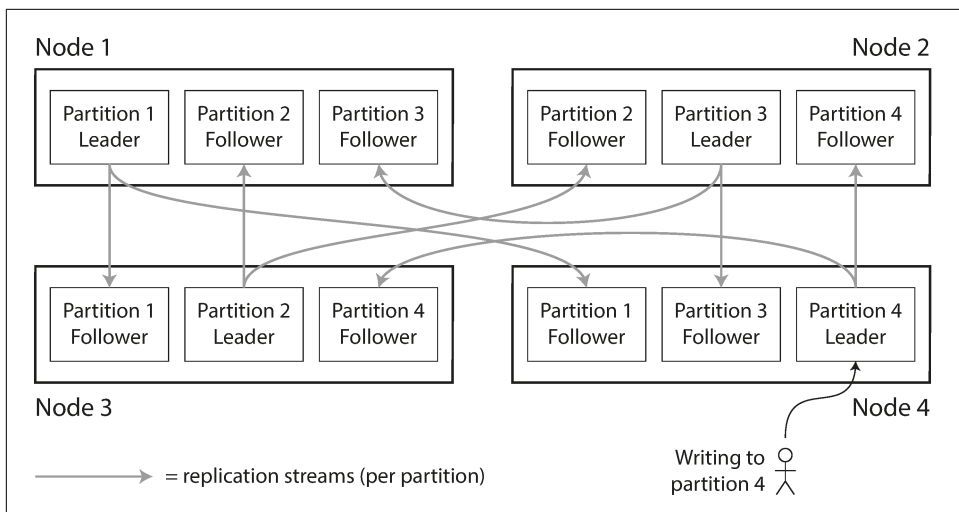 Node 1
Node 2
Partition 1
Leader
Partition 2
Follower
Partition 3
Follower
Partition 2
Follower
Partition 3
Leader
Partition 4
Follower
Partition 1
Follower
Partition 2
Leader
Partition 4
Follower
Partition 1
Follower
Partition 3
Follower
Partition 4
Leader
Node 3
Node 4
= replication streams (per partition)
Writing to
partition 4